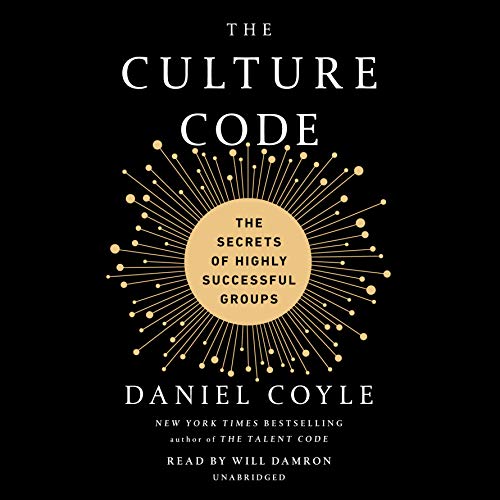 THE
CULTURE
CODE
THE
SECRETS
OF HIGHLY
SUCCESSFUL
GROUPS
DANIEL COYLE
NEW YORK TIMES BESTSELLING
author of THE TALENT CODE
READ BY WILL DAMRON
UNABRIDGED